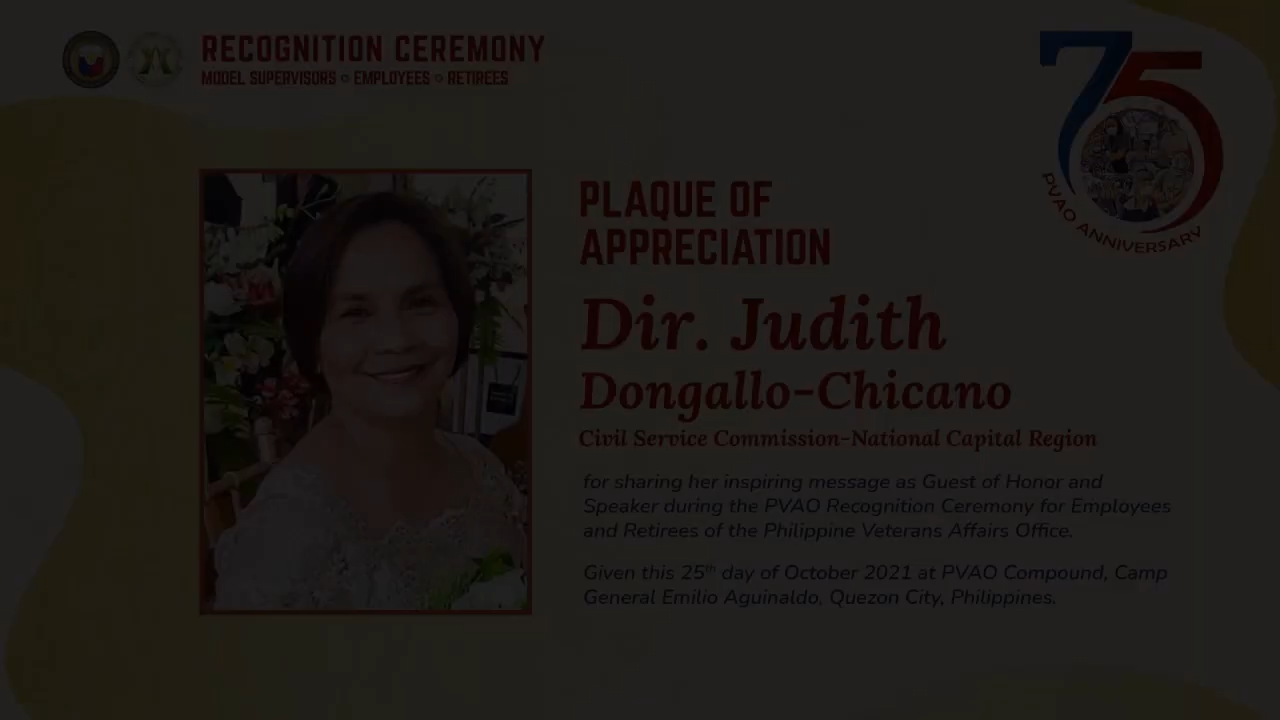 RECOGNITION CEREMONY
MODEL SUPERVISORS ○ EMPLOYEES ○ RETIREES
75
PVAO ANNIVERSARY
PLAQUE OF
APPRECIATION
Dir. Judith
Dongallo-Chicano
Civil Service Commission-National Capital Region
for sharing her inspiring message as Guest of Honor and
Speaker during the PVAO Recognition Ceremony for Employees
and Retirees of the Philippine Veterans Affairs Office.
Given this 25th day of October 2021 at PVAO Compound, Camp
General Emilio Aguinaldo, Quezon City, Philippines.